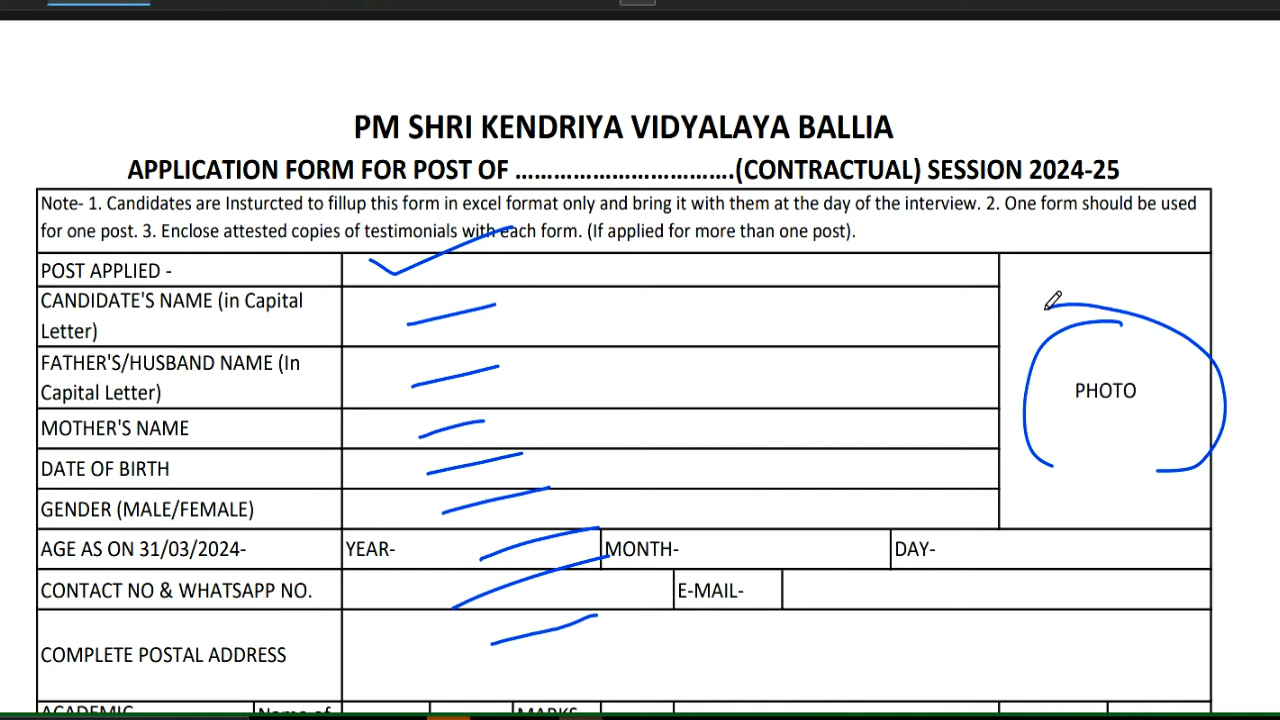 PM SHRI KENDRIYA VIDYALAYA BALLIA
APPLICATION FORM FOR POST OF ……………………………..(CONTRACTUAL) SESSION 2024-25
Note- 1. Candidates are Insturcted to fillup this form in excel format only and bring it with them at the day of the interview. 2. One form should be used
for one post. 3. Enclose attested copies of testimonials with each form. (If applied for more than one post).
POST APPLIED -
CANDIDATE'S NAME (in Capital
Letter)
FATHER'S/HUSBAND NAME (In
Capital Letter)
PHOTO
MOTHER'S NAME
DATE OF BIRTH
GENDER (MALE/FEMALE)
AGE AS ON 31/03/2024- YEAR- MONTH- DAY-
CONTACT NO & WHATSAPP NO. E-MAIL-
COMPLETE POSTAL ADDRESS
ACADEMIC Name of MARKS